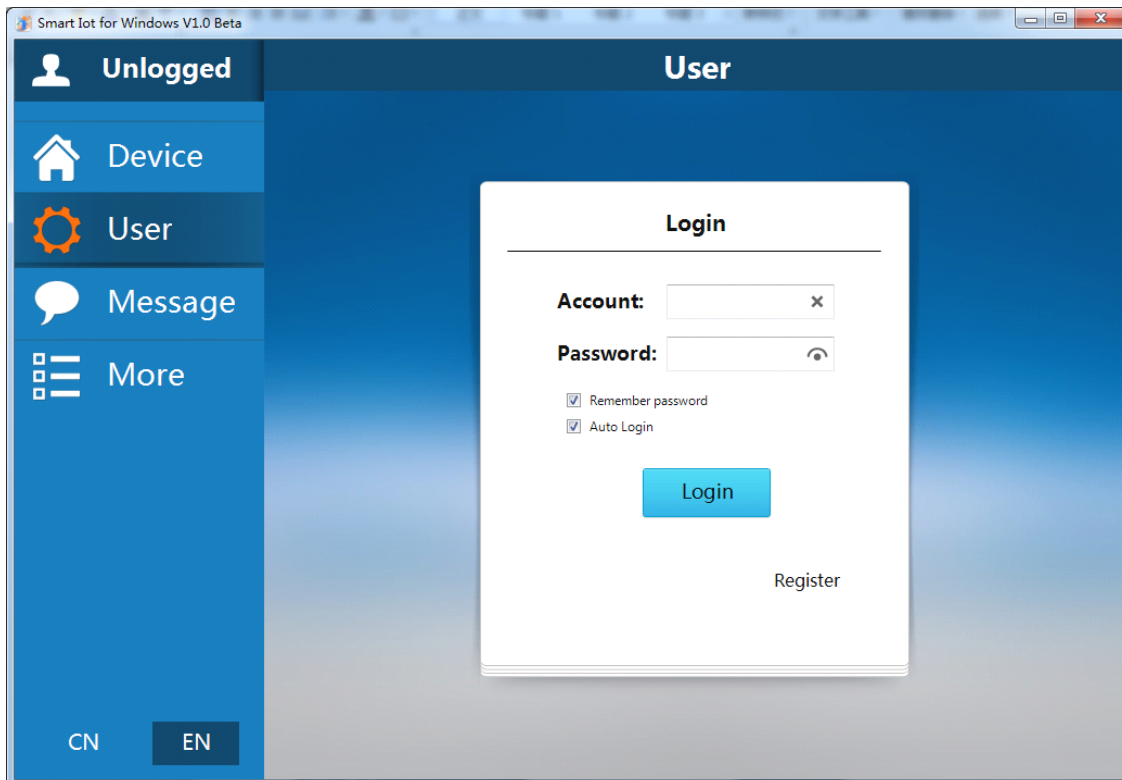 Smart Iot for Windows V1.0 Beta
Unlogged
User
Device
User
Message
More
CN EN
Login
Account:
Password:
Remember password
Auto Login
Login
Register